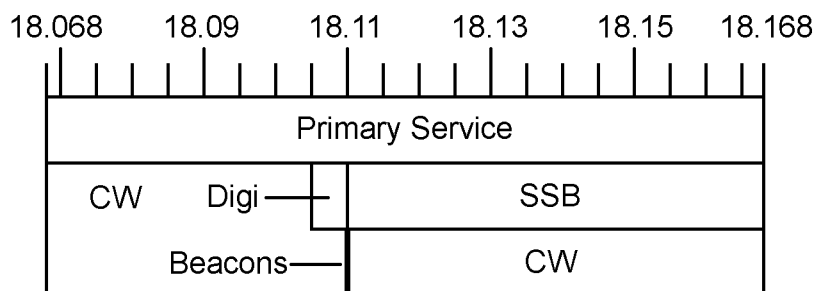 18.068 18.09 18.11 18.13 18.15 18.168
Primary Service
CW Digi SSB
Beacons CW